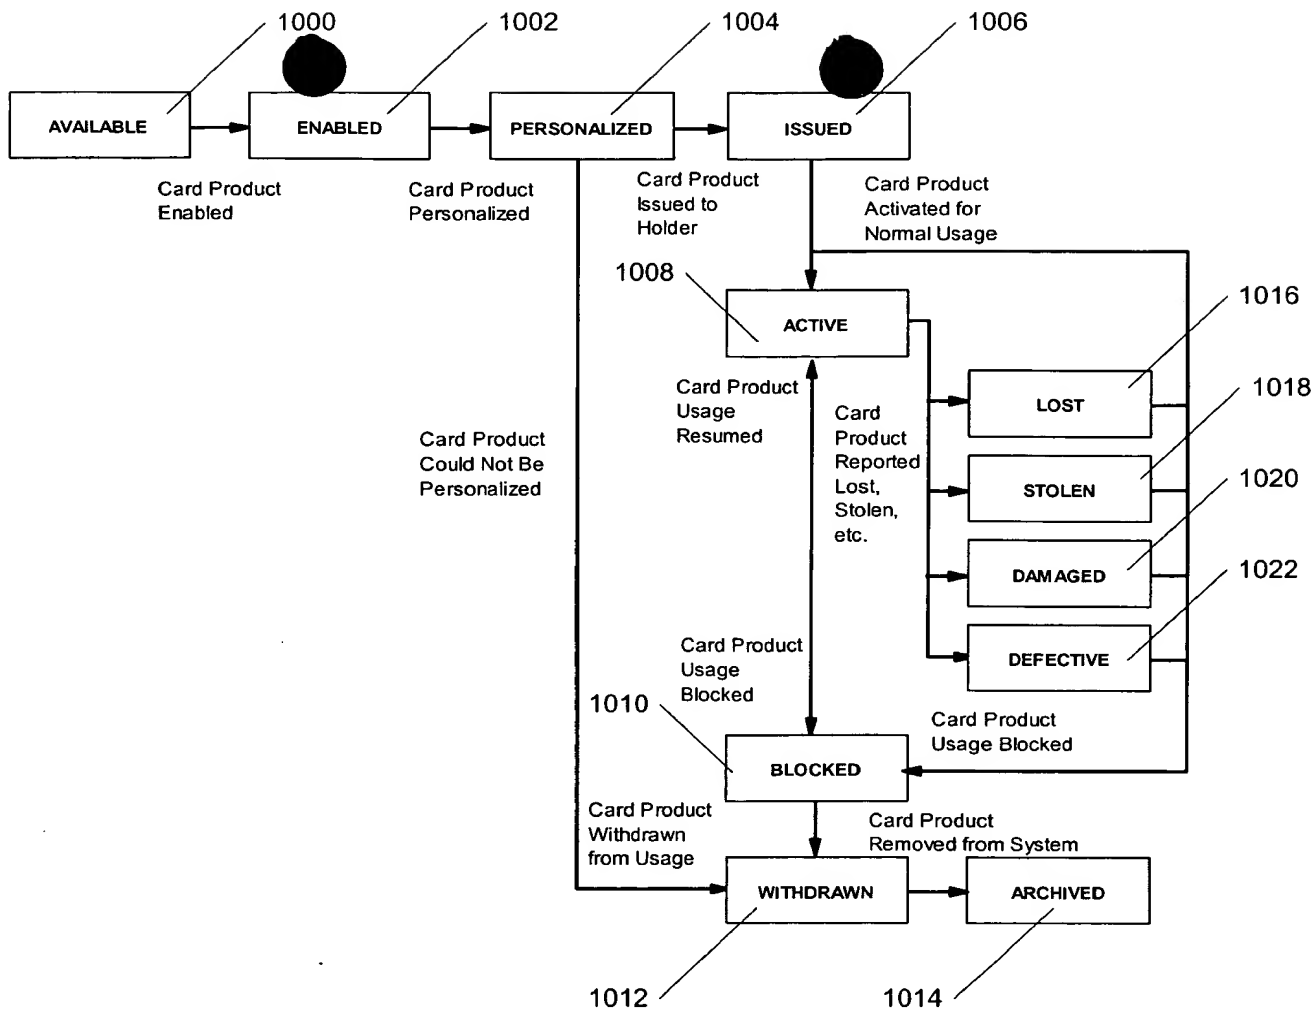 1000
1002
1004
1006
AVAILABLE
ENABLED
PERSONALIZED
ISSUED
Card Product
Enabled
Card Product
Personalized
Card Product
Issued to
Holder
Card Product
Activated for
Normal Usage
1008
ACTIVE
1016
LOST
1018
STOLEN
1020
DAMAGED
1022
DEFECTIVE
Card Product
Usage
Resumed
Card
Product
Reported
Lost,
Stolen,
etc.
Card Product
Could Not Be
Personalized
Card Product
Usage
Blocked
1010
BLOCKED
Card Product
Usage Blocked
Card Product
Withdrawn
from Usage
Card Product
Removed from System
WITHDRAWN
ARCHIVED
1012
1014